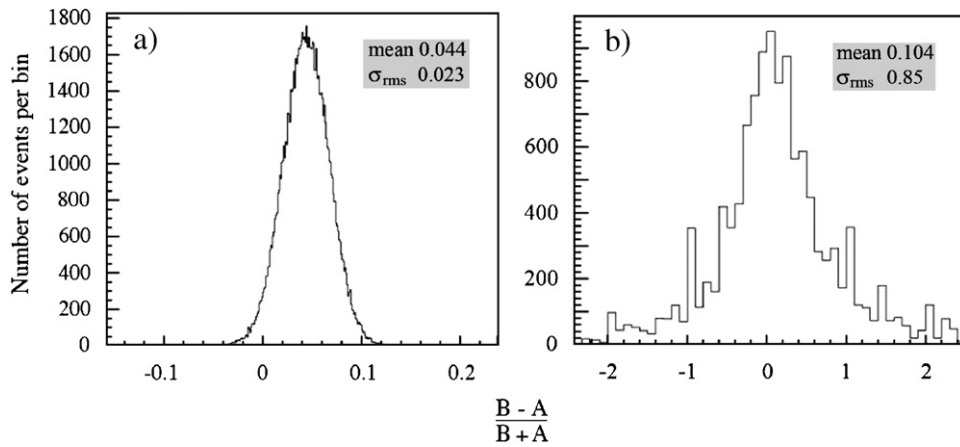 a)
mean 0.044
σrms 0.023
Number of events per bin
1800
1600
1400
1200
1000
800
600
400
200
0
-0.1 0 0.1 0.2
b)
mean 0.104
σrms 0.85
800
600
400
200
0
-2 -1 0 1 2
B - A
B + A